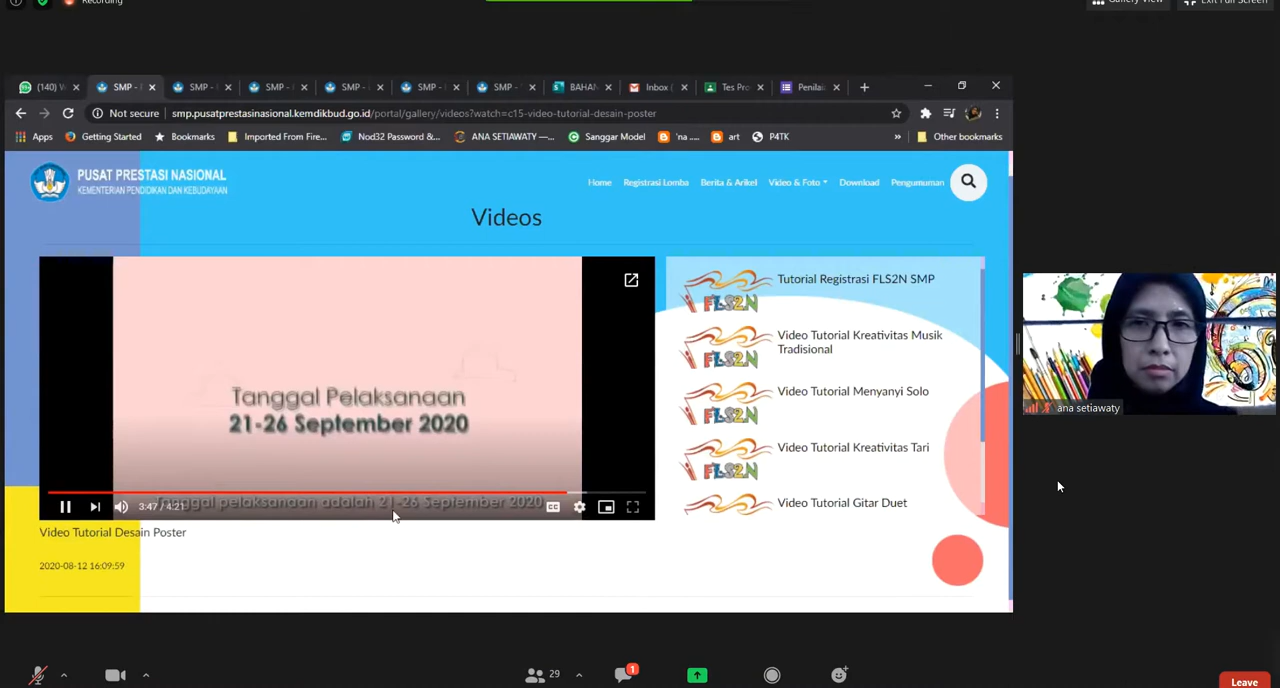 Recording
Gallery View
Exit Full Screen
(140) W
SMP -
SMP -
SMP -
SMP -
SMP -
SMP -
BAHAN
Inbox (
Tes Pro
Penilai
Not secure
smp.pusatprestasinasional.kemdikbud.go.id/portal/gallery/videos?watch=c15-video-tutorial-desain-poster
Apps
Getting Started
Bookmarks
Imported From Fire...
Nod32 Password &...
ANA SETIAWATY —...
Sanggar Model
'na ....
art
P4TK
»
Other bookmarks
PUSAT PRESTASI NASIONAL
KEMENTERIAN PENDIDIKAN DAN KEBUDAYAAN
Home
Registrasi Lomba
Berita & Arikel
Video & Foto
Download
Pengumuman
Videos
Tanggal Pelaksanaan
21-26 September 2020
Tanggal pelaksanaan adalah 21-26 September 2020
3:47 / 4:21
CC
Video Tutorial Desain Poster
2020-08-12 16:09:59
FLS2N
Tutorial Registrasi FLS2N SMP
FLS2N
Video Tutorial Kreativitas Musik
Tradisional
FLS2N
Video Tutorial Menyanyi Solo
FLS2N
Video Tutorial Kreativitas Tari
Video Tutorial Gitar Duet
ana setiawaty
29
1
Leave